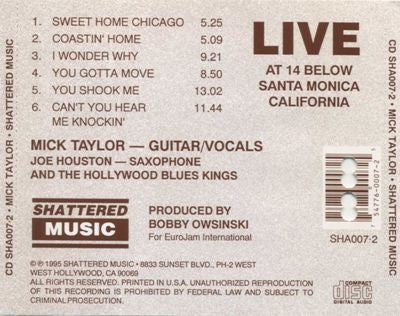 1. SWEET HOME CHICAGO 5.25
2. COASTIN' HOME 5.09
3. I WONDER WHY 9.21
4. YOU GOTTA MOVE 8.50
5. YOU SHOOK ME 13.02
6. CAN'T YOU HEAR 11.44
ME KNOCKIN'
LIVE
AT 14 BELOW
SANTA MONICA
CALIFORNIA
MICK TAYLOR — GUITAR/VOCALS
JOE HOUSTON — SAXOPHONE
AND THE HOLLYWOOD BLUES KINGS
SHATTERED
MUSIC
PRODUCED BY
BOBBY OWSINSKI
For EuroJam International
7 54776 0007-2 5
SHA007·2
© ℗ 1995 SHATTERED MUSIC • 8833 SUNSET BLVD., PH-2 WEST
WEST HOLLYWOOD, CA 90069
ALL RIGHTS RESERVED. PRINTED IN U.S.A. UNAUTHORIZED REPRODUCTION
OF THIS RECORDING IS PROHIBITED BY FEDERAL LAW AND SUBJECT TO
CRIMINAL PROSECUTION.
COMPACT
disc
DIGITAL AUDIO
CD SHA007·2 • MICK TAYLOR • SHATTERED MUSIC
CD SHA007·2 • MICK TAYLOR • SHATTERED MUSIC